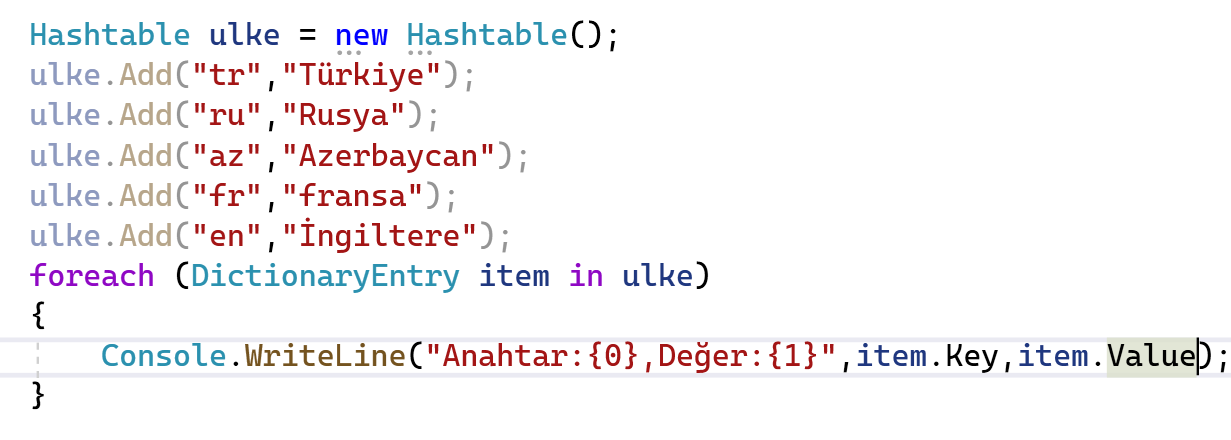 Hashtable ulke = new Hashtable();
ulke.Add("tr","Türkiye");
ulke.Add("ru","Rusya");
ulke.Add("az","Azerbaycan");
ulke.Add("fr","fransa");
ulke.Add("en","İngiltere");
foreach (DictionaryEntry item in ulke)
{
    Console.WriteLine("Anahtar:{0},Değer:{1}",item.Key,item.Value);
}